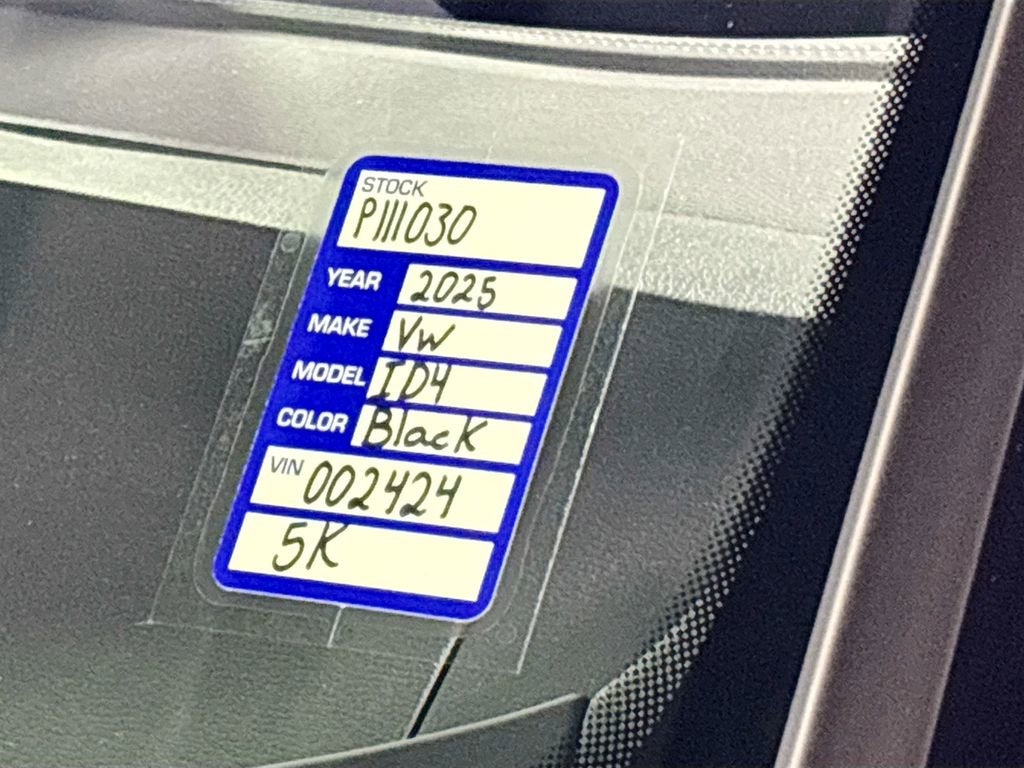 STOCK
P111030
YEAR 2025
MAKE VW
MODEL ID4
COLOR Black
VIN 002424
5K